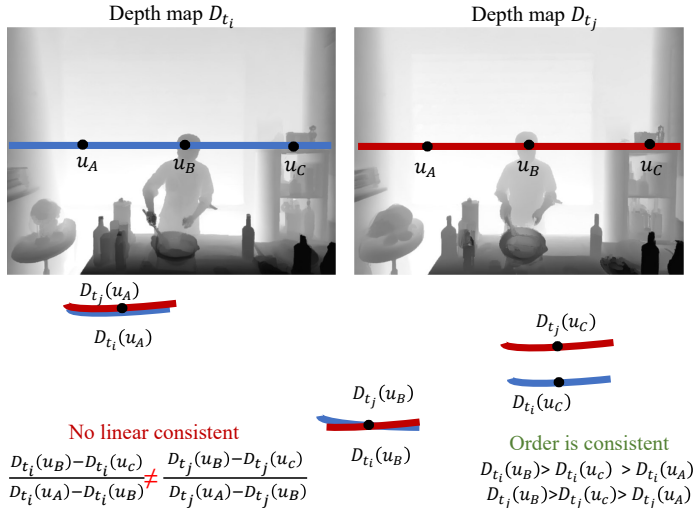 Depth map $D_{t_i}$
Depth map $D_{t_j}$
$u_A$
$u_B$
$u_C$
$u_A$
$u_B$
$u_C$
$D_{t_j}(u_A)$
$D_{t_i}(u_A)$
$D_{t_j}(u_C)$
$D_{t_i}(u_C)$
$D_{t_j}(u_B)$
$D_{t_i}(u_B)$
No linear consistent
$\frac{D_{t_i}(u_B)-D_{t_i}(u_c)}{D_{t_i}(u_A)-D_{t_i}(u_B)} \neq \frac{D_{t_j}(u_B)-D_{t_j}(u_C)}{D_{t_j}(u_A)-D_{t_j}(u_B)}$
Order is consistent
$D_{t_i}(u_B) > D_{t_i}(u_c) > D_{t_i}(u_A)$
$D_{t_j}(u_B) > D_{t_j}(u_c) > D_{t_j}(u_A)$